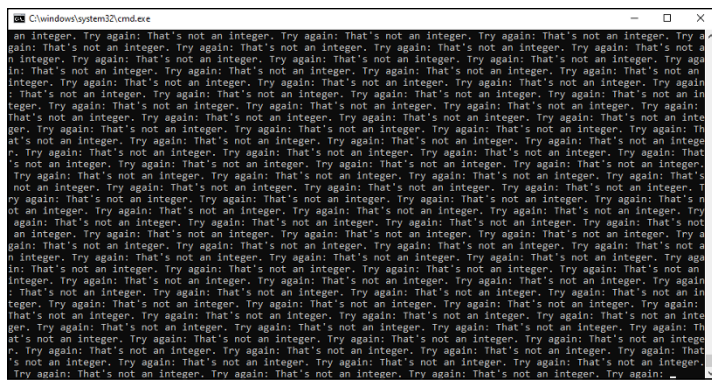 C:\windows\system32\cmd.exe
an integer. Try again: That's not an integer. Try again: That's not an integer. Try again: That's not an integer. Try a
gain: That's not an integer. Try again: That's not an integer. Try again: That's not an integer. Try again: That's not a
n integer. Try again: That's not an integer. Try again: That's not an integer. Try again: That's not an integer. Try aga
in: That's not an integer. Try again: That's not an integer. Try again: That's not an integer. Try again: That's not an
integer. Try again: That's not an integer. Try again: That's not an integer. Try again: That's not an integer. Try again
: That's not an integer. Try again: That's not an integer. Try again: That's not an integer. Try again: That's not an in
teger. Try again: That's not an integer. Try again: That's not an integer. Try again: That's not an integer. Try again:
That's not an integer. Try again: That's not an integer. Try again: That's not an integer. Try again: That's not an inte
ger. Try again: That's not an integer. Try again: That's not an integer. Try again: That's not an integer. Try again: Th
at's not an integer. Try again: That's not an integer. Try again: That's not an integer. Try again: That's not an intege
r. Try again: That's not an integer. Try again: That's not an integer. Try again: That's not an integer. Try again: That
's not an integer. Try again: That's not an integer. Try again: That's not an integer. Try again: That's not an integer.
Try again: That's not an integer. Try again: That's not an integer. Try again: That's not an integer. Try again: That's
not an integer. Try again: That's not an integer. Try again: That's not an integer. Try again: That's not an integer. T
ry again: That's not an integer. Try again: That's not an integer. Try again: That's not an integer. Try again: That's n
ot an integer. Try again: That's not an integer. Try again: That's not an integer. Try again: That's not an integer. Try
again: That's not an integer. Try again: That's not an integer. Try again: That's not an integer. Try again: That's not
an integer. Try again: That's not an integer. Try again: That's not an integer. Try again: That's not an integer. Try a
gain: That's not an integer. Try again: That's not an integer. Try again: That's not an integer. Try again: That's not a
n integer. Try again: That's not an integer. Try again: That's not an integer. Try again: That's not an integer. Try aga
in: That's not an integer. Try again: That's not an integer. Try again: That's not an integer. Try again: That's not an
integer. Try again: That's not an integer. Try again: That's not an integer. Try again: That's not an integer. Try again
: That's not an integer. Try again: That's not an integer. Try again: That's not an integer. Try again: That's not an in
teger. Try again: That's not an integer. Try again: That's not an integer. Try again: That's not an integer. Try again:
That's not an integer. Try again: That's not an integer. Try again: That's not an integer. Try again: That's not an inte
ger. Try again: That's not an integer. Try again: That's not an integer. Try again: That's not an integer. Try again: Th
at's not an integer. Try again: That's not an integer. Try again: That's not an integer. Try again: That's not an intege
r. Try again: That's not an integer. Try again: That's not an integer. Try again: That's not an integer. Try again: That
's not an integer. Try again: That's not an integer. Try again: That's not an integer. Try again: That's not an integer.
Try again: That's not an integer. Try again: That's not an integer. Try again: That's not an integer. Try again: _